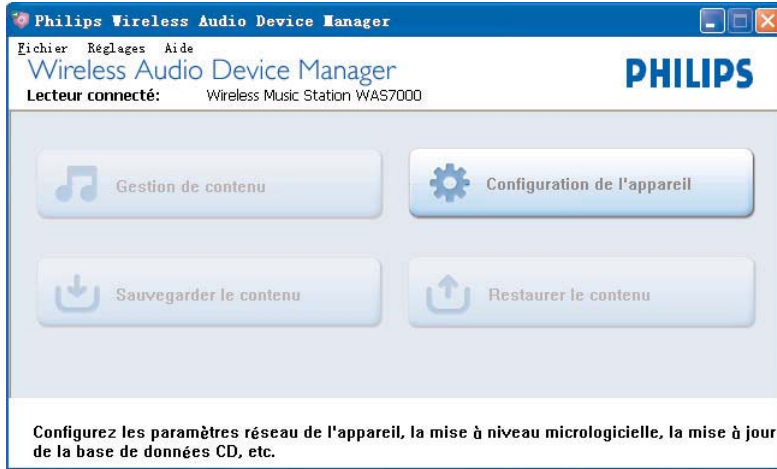 Philips Wireless Audio Device Manager
Fichier Réglages Aide
Wireless Audio Device Manager
PHILIPS
Lecteur connecté: Wireless Music Station WAS7000
Gestion de contenu
Configuration de l'appareil
Sauvegarder le contenu
Restaurer le contenu
Configurez les paramètres réseau de l'appareil, la mise à niveau micrologicielle, la mise à jour
de la base de données CD, etc.